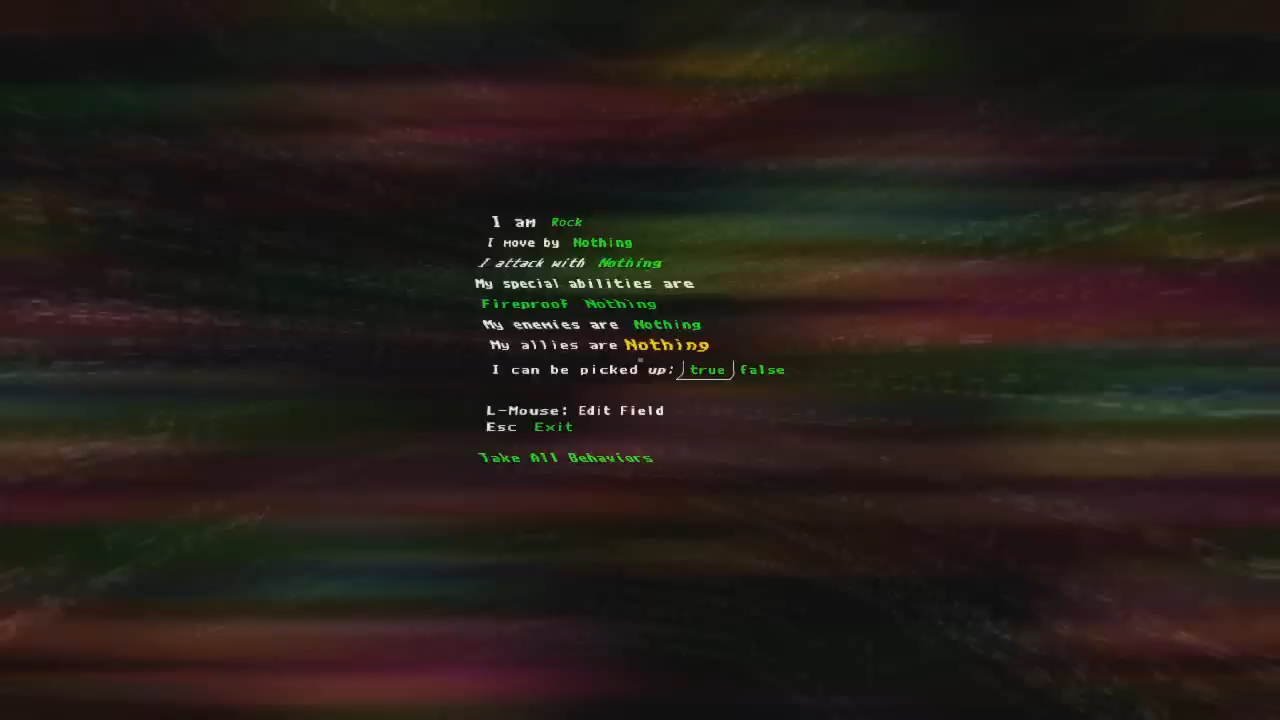 I am Rock
I move by Nothing
I attack with Nothing
My special abilities are
Fireproof Nothing
My enemies are Nothing
My allies are Nothing
I can be picked up: true false
L-Mouse: Edit Field
Esc Exit
Take All Behaviors